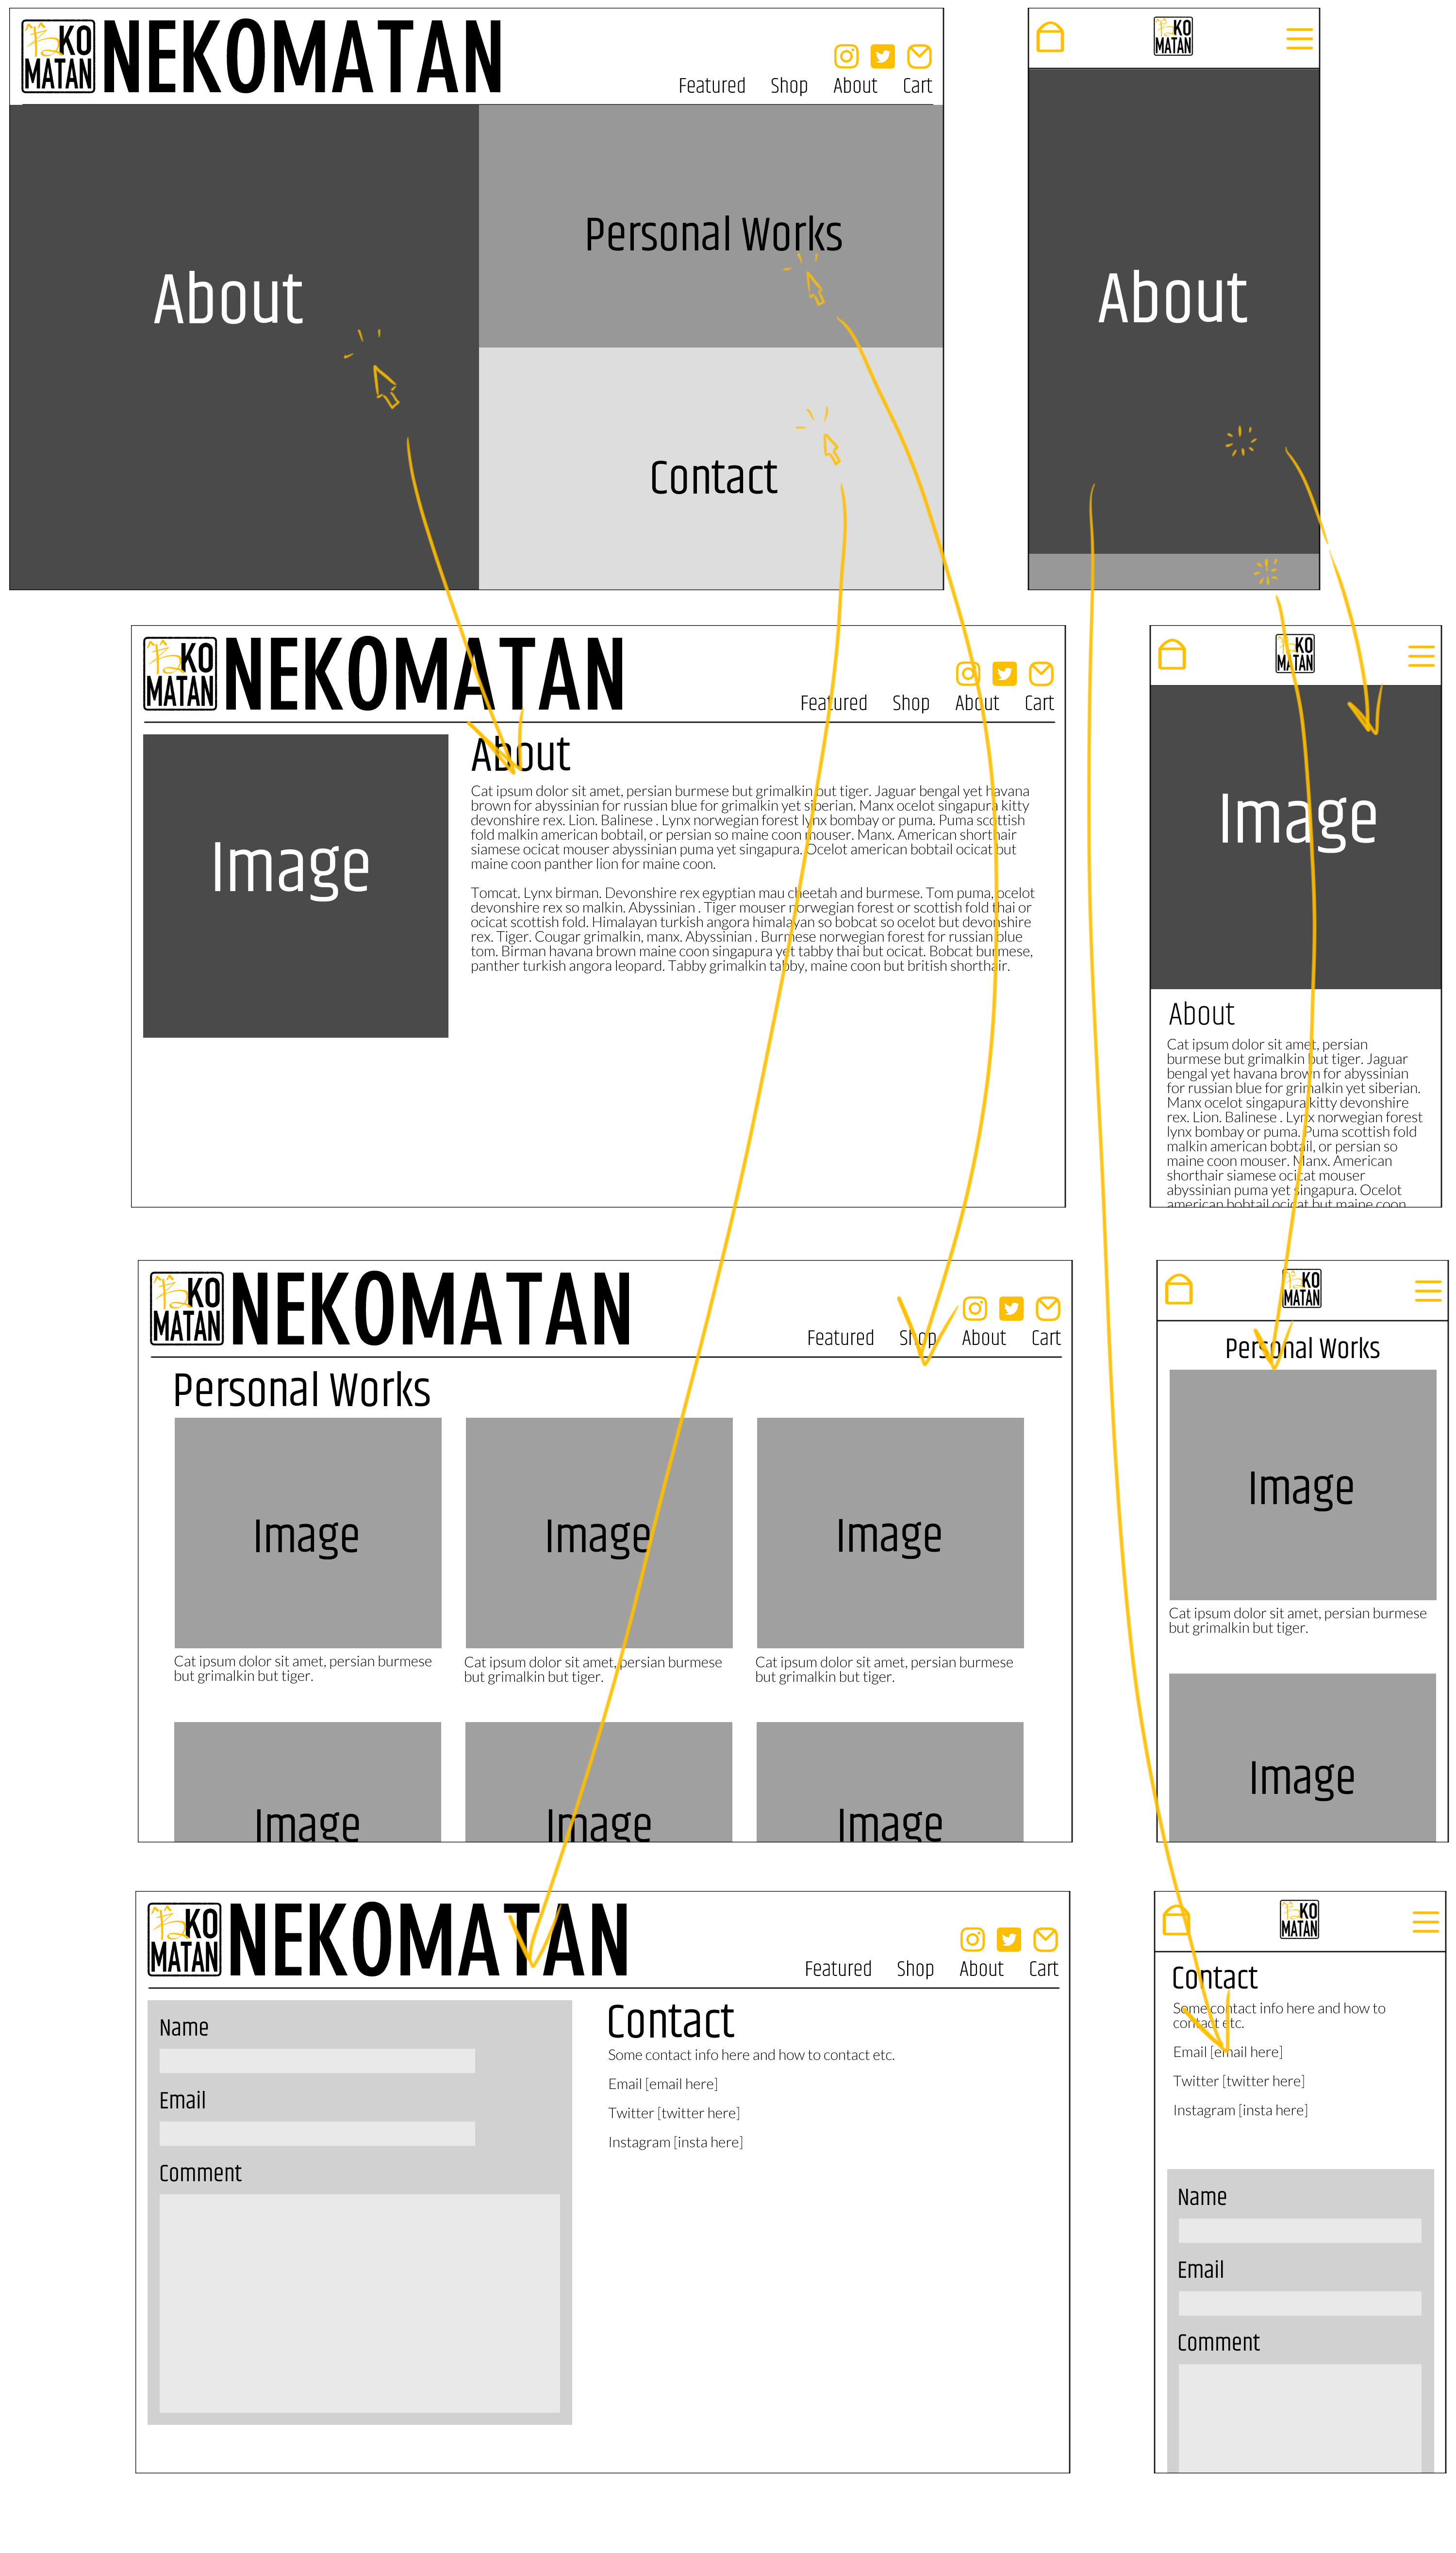 KO
MATAN
NEKOMATAN
Featured Shop About Cart
About
Personal Works
Contact
KO
MATAN
About
KO
MATAN
NEKOMATAN
Featured Shop About Cart
Image
About
Cat ipsum dolor sit amet, persian burmese but grimalkin but tiger. Jaguar bengal yet havana
brown for abyssinian for russian blue for grimalkin yet siberian. Manx ocelot singapura kitty
devonshire rex. Lion. Balinese . Lynx norwegian forest lynx bombay or puma. Puma scottish
fold malkin american bobtail, or persian so maine coon mouser. Manx. American shorthair
siamese ocicat mouser abyssinian puma yet singapura. Ocelot american bobtail ocicat but
maine coon panther lion for maine coon.
Tomcat. Lynx birman. Devonshire rex egyptian mau cheetah and burmese. Tom puma, ocelot
devonshire rex so malkin. Abyssinian . Tiger mouser norwegian forest or scottish fold thai or
ocicat scottish fold. Himalayan turkish angora himalayan so bobcat so ocelot but devonshire
rex. Tiger. Cougar grimalkin, manx. Abyssinian . Burmese norwegian forest for russian blue
tom. Birman havana brown maine coon singapura yet tabby thai but ocicat. Bobcat burmese,
panther turkish angora leopard. Tabby grimalkin tabby, maine coon but british shorthair.
KO
MATAN
Image
About
Cat ipsum dolor sit amet, persian
burmese but grimalkin but tiger. Jaguar
bengal yet havana brown for abyssinian
for russian blue for grimalkin yet siberian.
Manx ocelot singapura kitty devonshire
rex. Lion. Balinese . Lynx norwegian forest
lynx bombay or puma. Puma scottish fold
malkin american bobtail, or persian so
maine coon mouser. Manx. American
shorthair siamese ocicat mouser
abyssinian puma yet singapura. Ocelot
american bobtail ocicat but maine coon
KO
MATAN
NEKOMATAN
Featured Shop About Cart
Personal Works
Image Image Image
Cat ipsum dolor sit amet, persian burmese
but grimalkin but tiger.
Cat ipsum dolor sit amet, persian burmese
but grimalkin but tiger.
Cat ipsum dolor sit amet, persian burmese
but grimalkin but tiger.
Image Image Image
KO
MATAN
Personal Works
Image
Cat ipsum dolor sit amet, persian burmese
but grimalkin but tiger.
Image
KO
MATAN
NEKOMATAN
Featured Shop About Cart
Name
Email
Comment
Contact
Some contact info here and how to contact etc.
Email [email here]
Twitter [twitter here]
Instagram [insta here]
KO
MATAN
Contact
Some contact info here and how to
contact etc.
Email [email here]
Twitter [twitter here]
Instagram [insta here]
Name
Email
Comment